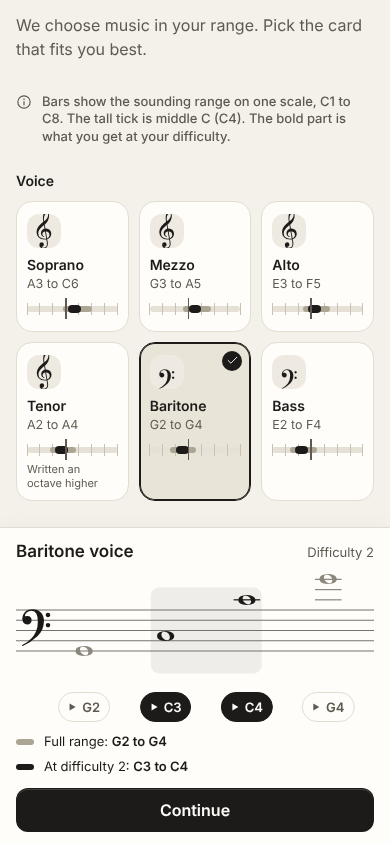 We choose music in your range. Pick the card
that fits you best.
Bars show the sounding range on one scale, C1 to
C8. The tall tick is middle C (C4). The bold part is
what you get at your difficulty.
Voice
Soprano
A3 to C6
Mezzo
G3 to A5
Alto
E3 to F5
Tenor
A2 to A4
Written an
octave higher
Baritone
G2 to G4
Bass
E2 to F4
Baritone voice
Difficulty 2
G2
C3
C4
G4
Full range: G2 to G4
At difficulty 2: C3 to C4
Continue